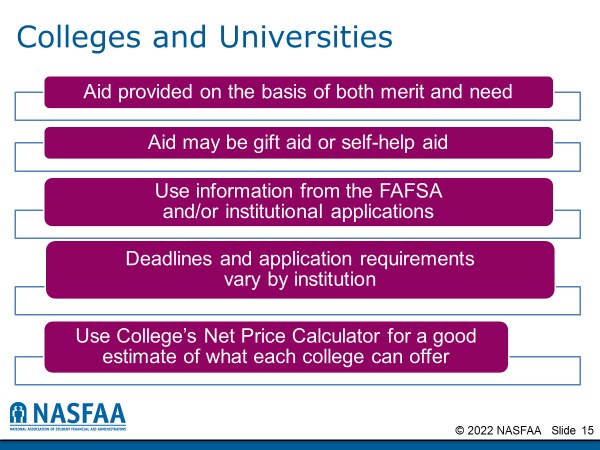 Colleges and Universities
Aid provided on the basis of both merit and need
Aid may be gift aid or self-help aid
Use information from the FAFSA
and/or institutional applications
Deadlines and application requirements
vary by institution
Use College’s Net Price Calculator for a good
estimate of what each college can offer
NASFAA
NATIONAL ASSOCIATION OF STUDENT FINANCIAL AID ADMINISTRATORS
© 2022 NASFAA Slide 15